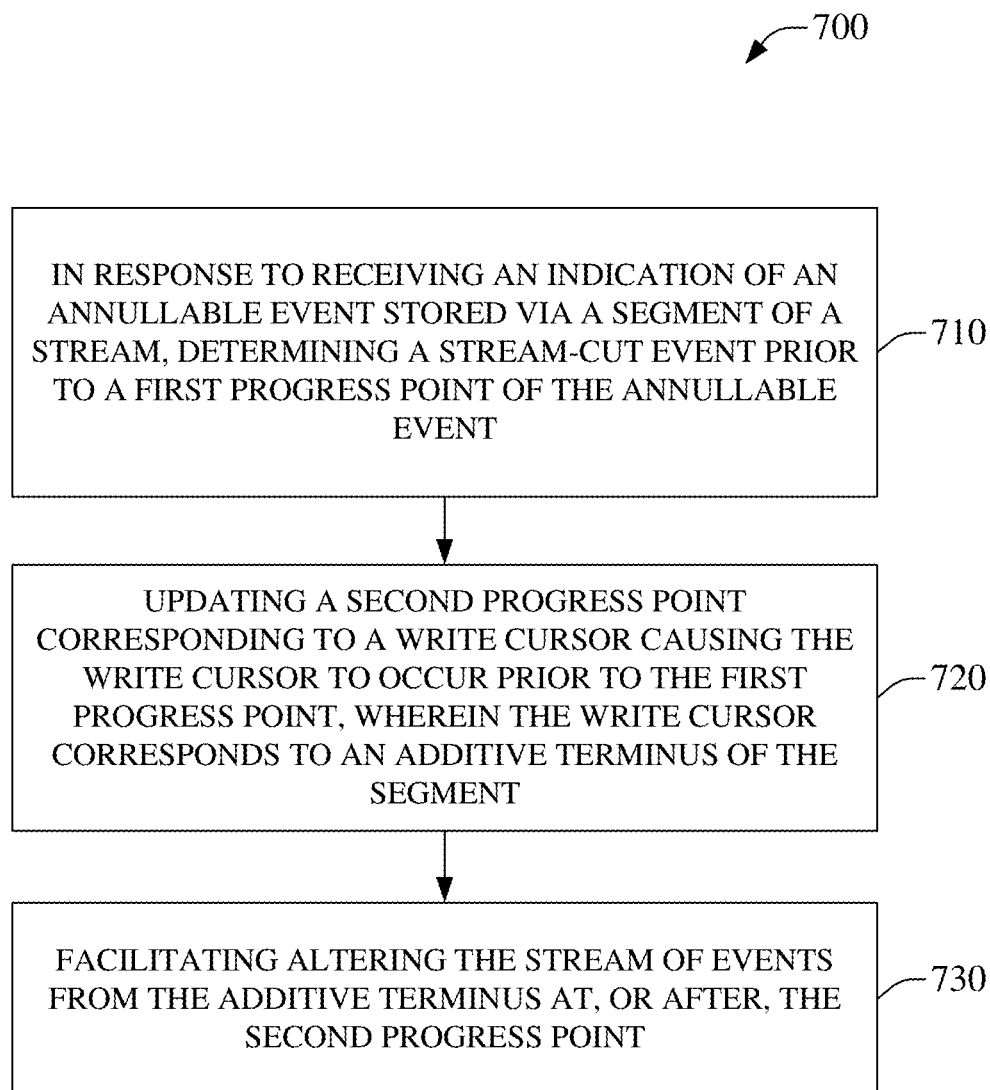 700
IN RESPONSE TO RECEIVING AN INDICATION OF AN
ANNULLABLE EVENT STORED VIA A SEGMENT OF A
STREAM, DETERMINING A STREAM-CUT EVENT PRIOR
TO A FIRST PROGRESS POINT OF THE ANNULLABLE
EVENT
710
UPDATING A SECOND PROGRESS POINT
CORRESPONDING TO A WRITE CURSOR CAUSING THE
WRITE CURSOR TO OCCUR PRIOR TO THE FIRST
PROGRESS POINT, WHEREIN THE WRITE CURSOR
CORRESPONDS TO AN ADDITIVE TERMINUS OF THE
SEGMENT
720
FACILITATING ALTERING THE STREAM OF EVENTS
FROM THE ADDITIVE TERMINUS AT, OR AFTER, THE
SECOND PROGRESS POINT
730